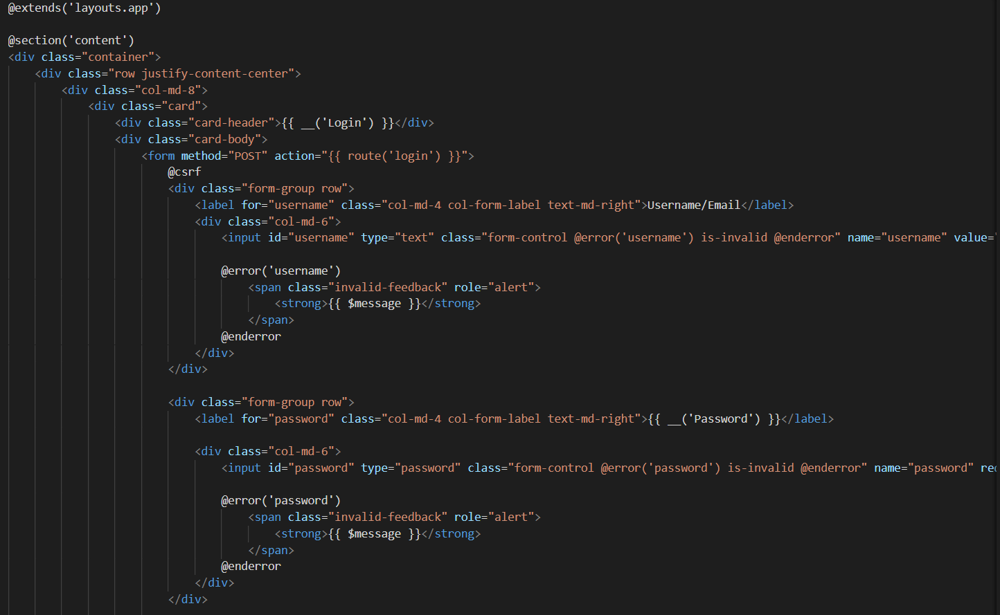 @extends('layouts.app')
@section('content')
<div class="container">
<div class="row justify-content-center">
<div class="col-md-8">
<div class="card">
<div class="card-header">{{ __('Login') }}</div>
<div class="card-body">
<form method="POST" action="{{ route('login') }}">
@csrf
<div class="form-group row">
<label for="username" class="col-md-4 col-form-label text-md-right">Username/Email</label>
<div class="col-md-6">
<input id="username" type="text" class="form-control @error('username') is-invalid @enderror" name="username" value=
@error('username')
<span class="invalid-feedback" role="alert">
<strong>{{ $message }}</strong>
</span>
@enderror
</div>
</div>
<div class="form-group row">
<label for="password" class="col-md-4 col-form-label text-md-right">{{ __('Password') }}</label>
<div class="col-md-6">
<input id="password" type="password" class="form-control @error('password') is-invalid @enderror" name="password"
@error('password')
<span class="invalid-feedback" role="alert">
<strong>{{ $message }}</strong>
</span>
@enderror
</div>
</div>